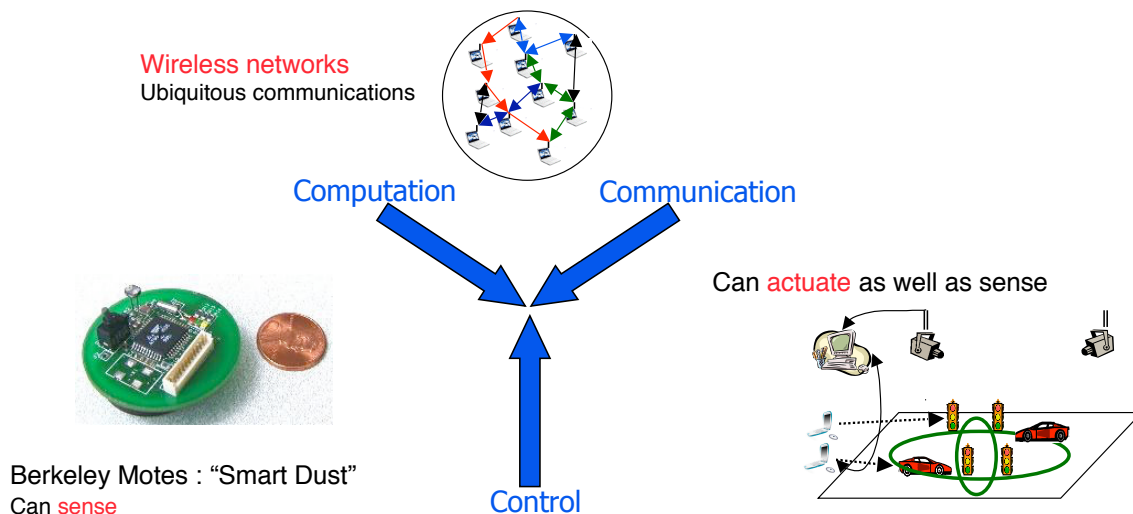 Wireless networks
Ubiquitous communications
Computation
Communication
Can actuate as well as sense
Berkeley Motes : “Smart Dust”
Can sense
Control